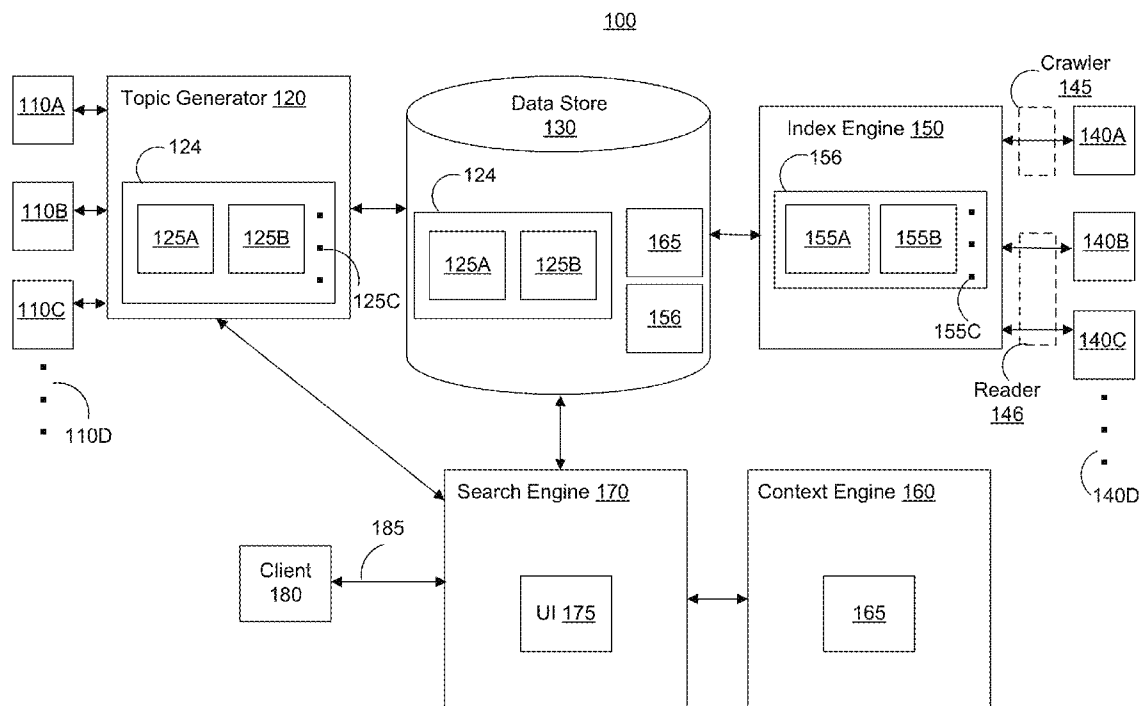 100
110A
110B
110C
110D
Topic Generator 120
124
125A
125B
125C
Data Store
130
124
125A
125B
165
156
Index Engine 150
156
155A
155B
155C
Crawler
145
Reader
146
140A
140B
140C
140D
Client
180
185
Search Engine 170
UI 175
Context Engine 160
165